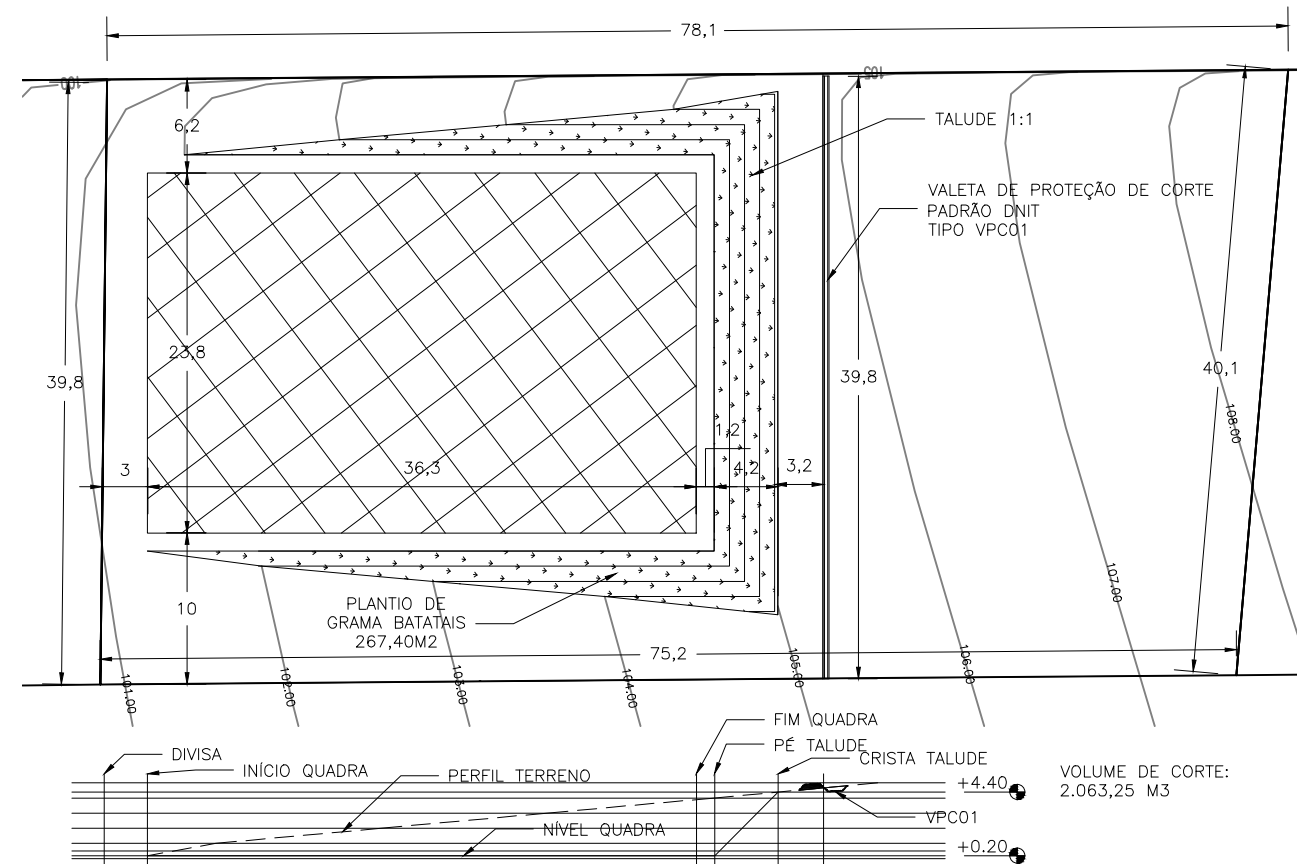 78,1
105
6,2
TALUDE 1:1
VALETA DE PROTEÇÃO DE CORTE
PADRÃO DNIT
TIPO VPC01
23,8
39,8
39,8
40,1
108.00
1,2
3
36,3
4,2
3,2
107.00
10
PLANTIO DE
GRAMA BATATAIS
267,40M2
75,2
101.00
102.00
103.00
104.00
105.00
106.00
FIM QUADRA
DIVISA
PÉ TALUDE
INÍCIO QUADRA
PERFIL TERRENO
CRISTA TALUDE
VOLUME DE CORTE:
2.063,25 M3
+4.40
VPC01
NÍVEL QUADRA
+0.20